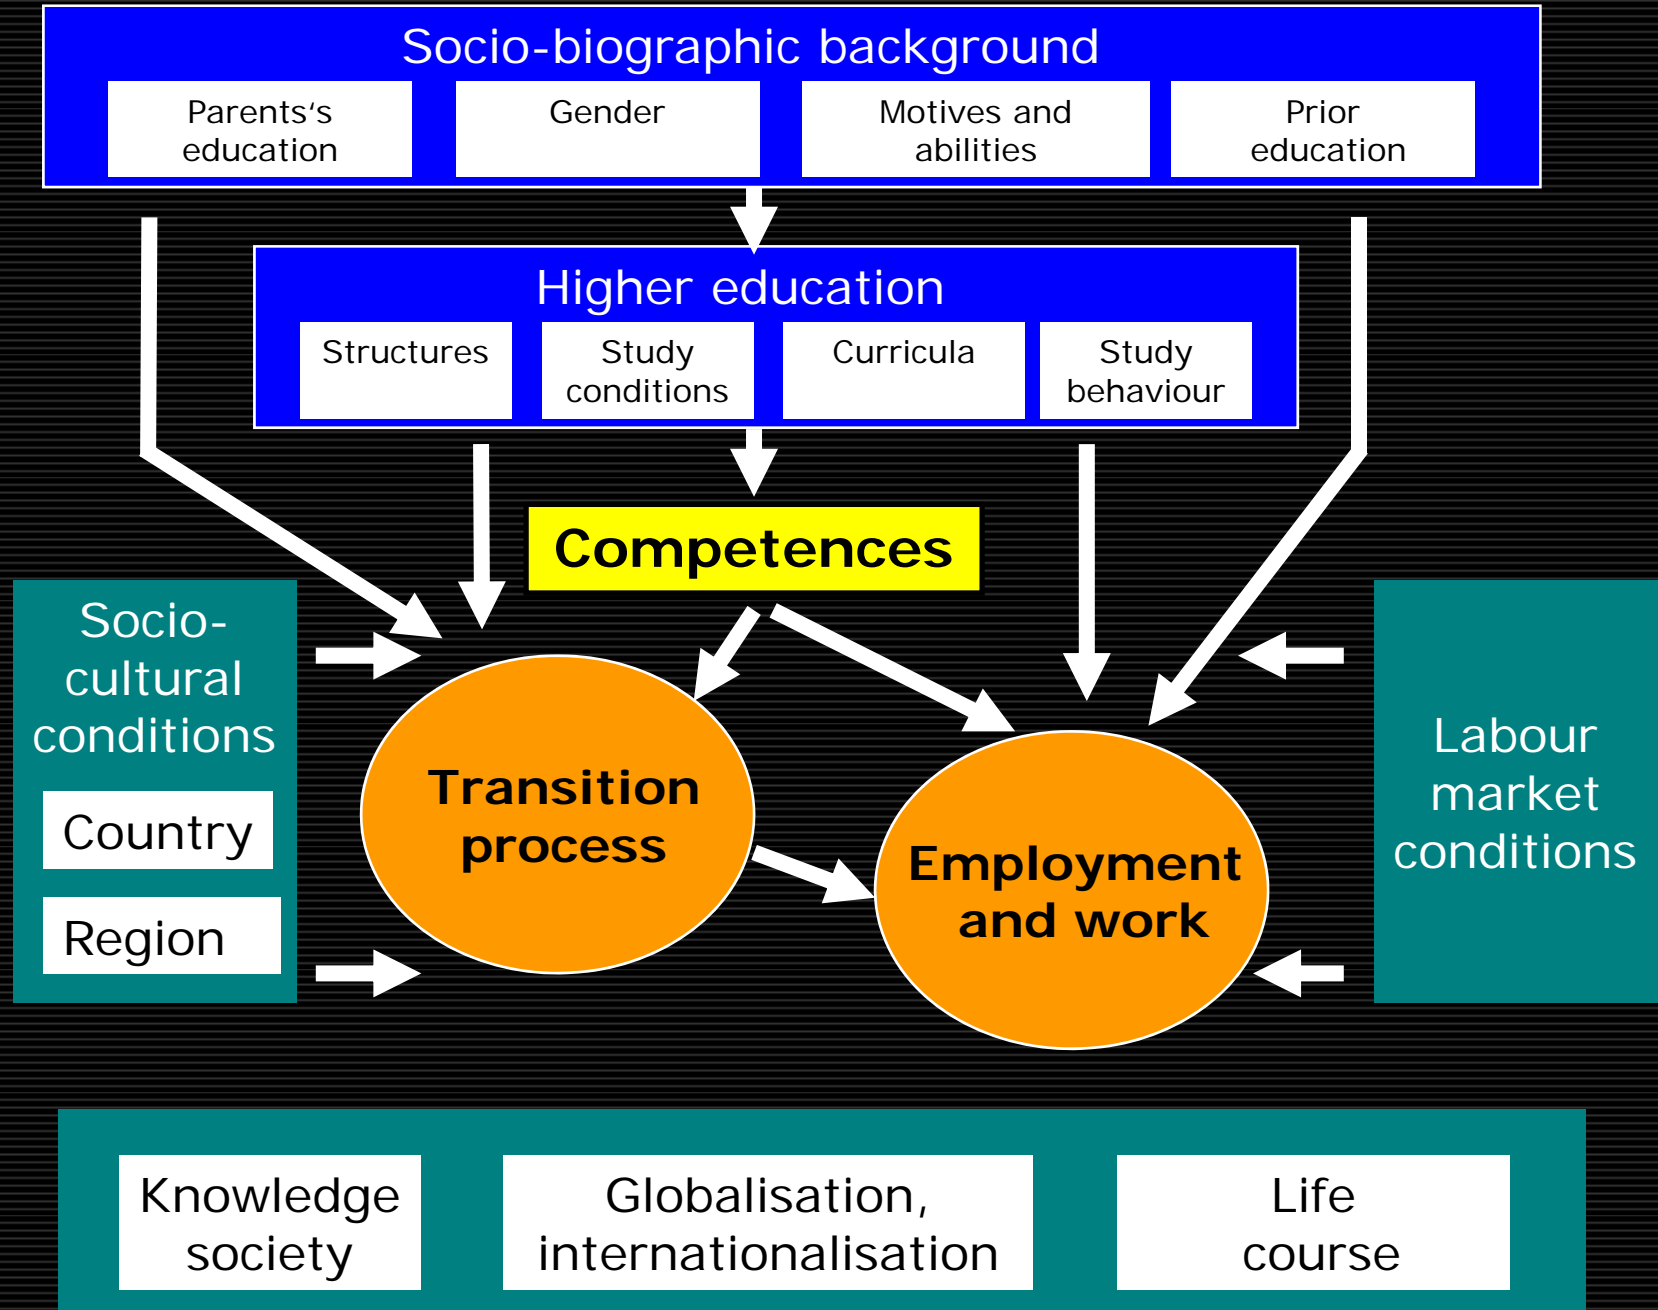 Socio-biographic background
Parents‘s
education
Gender
Motives and
abilities
Prior
education
Higher education
Structures
Study
conditions
Curricula
Study
behaviour
Competences
Socio-
cultural
conditions
Country
Region
Transition
process
Employment
and work
Labour
market
conditions
Knowledge
society
Globalisation,
internationalisation
Life
course